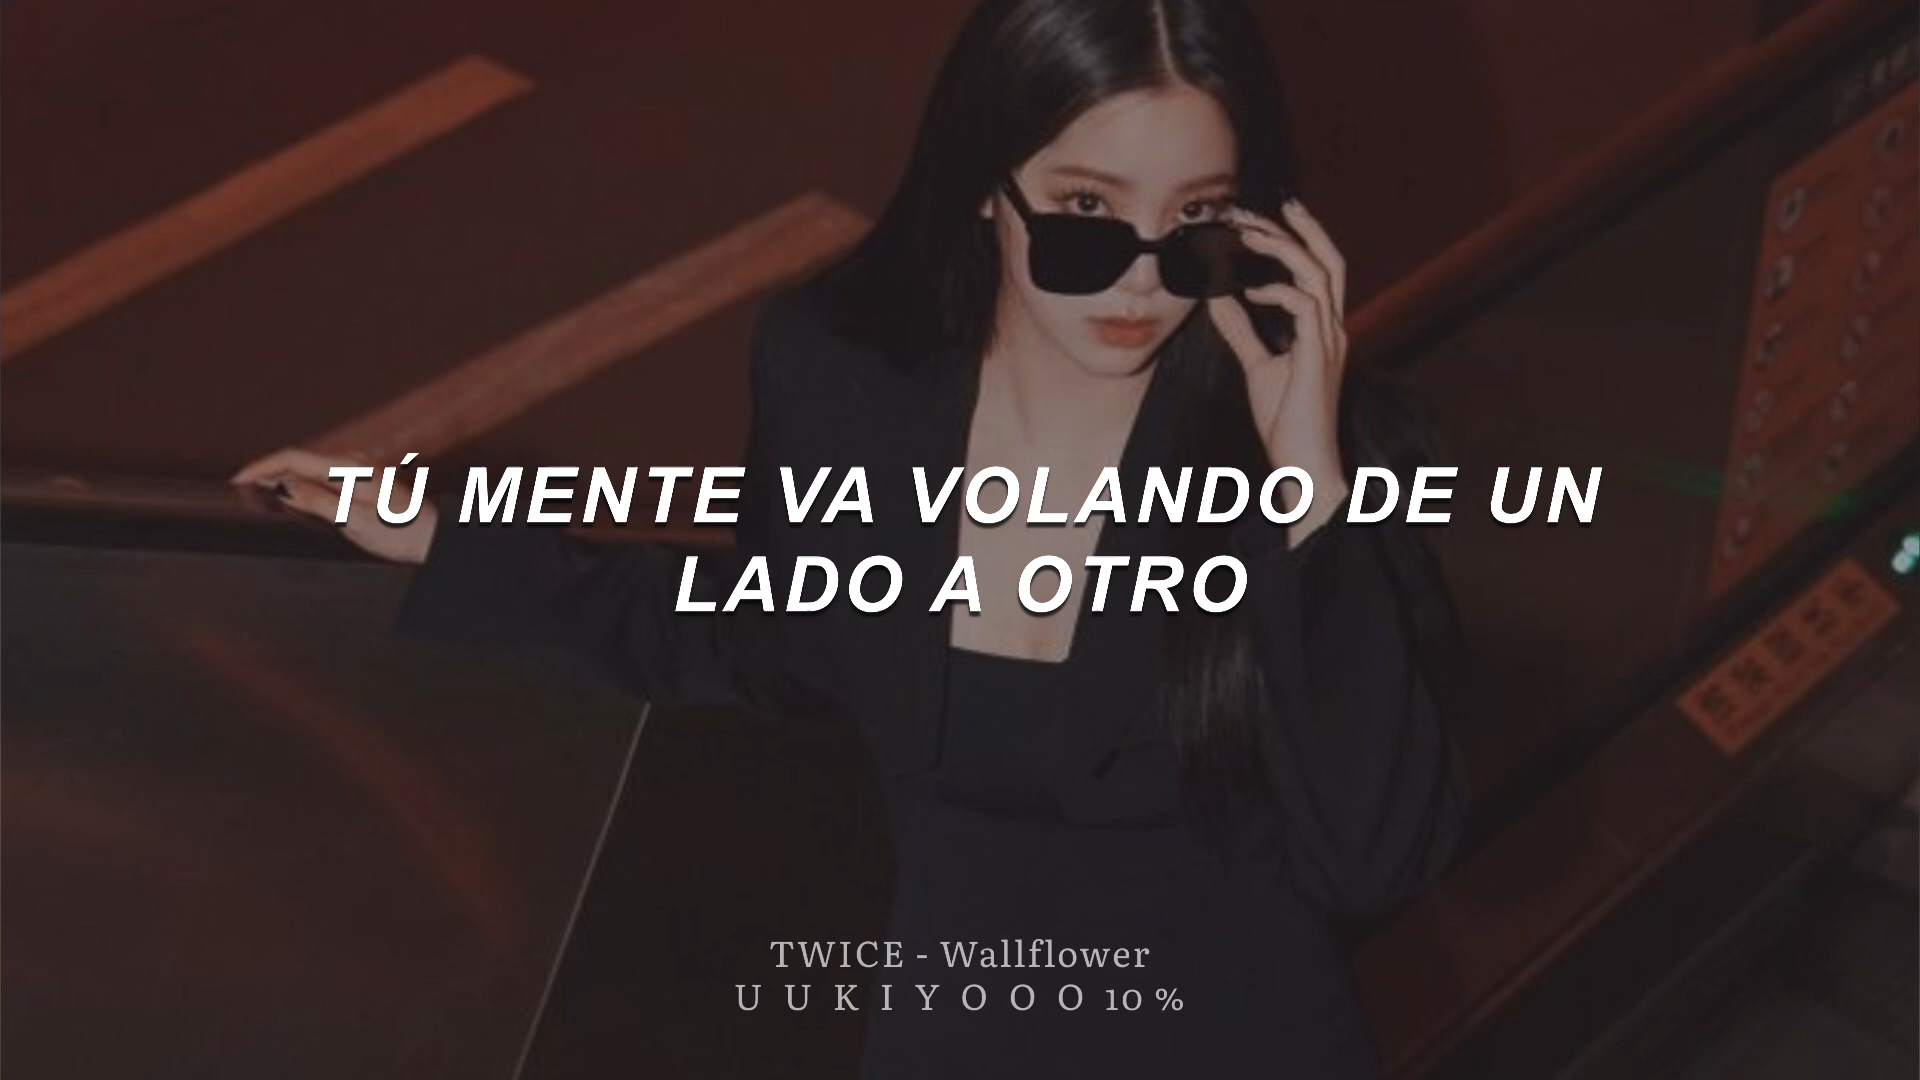 TÚ MENTE VA VOLANDO DE UN
LADO A OTRO
TWICE - Wallflower
U U K I Y O O O 10 %